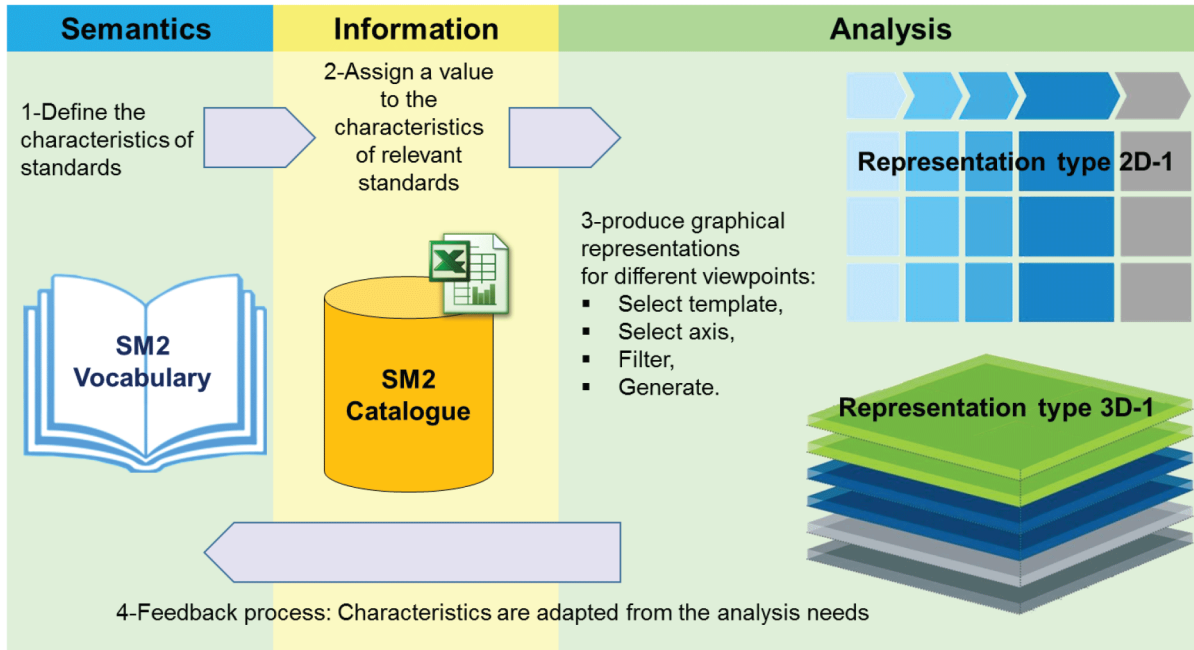 Semantics
Information
Analysis
1-Define the
characteristics of
standards
2-Assign a value
to the
characteristics
of relevant
standards
3-produce graphical
representations
for different viewpoints:
▪ Select template,
▪ Select axis,
▪ Filter,
▪ Generate.
SM2
Vocabulary
SM2
Catalogue
Representation type 2D-1
Representation type 3D-1
4-Feedback process: Characteristics are adapted from the analysis needs